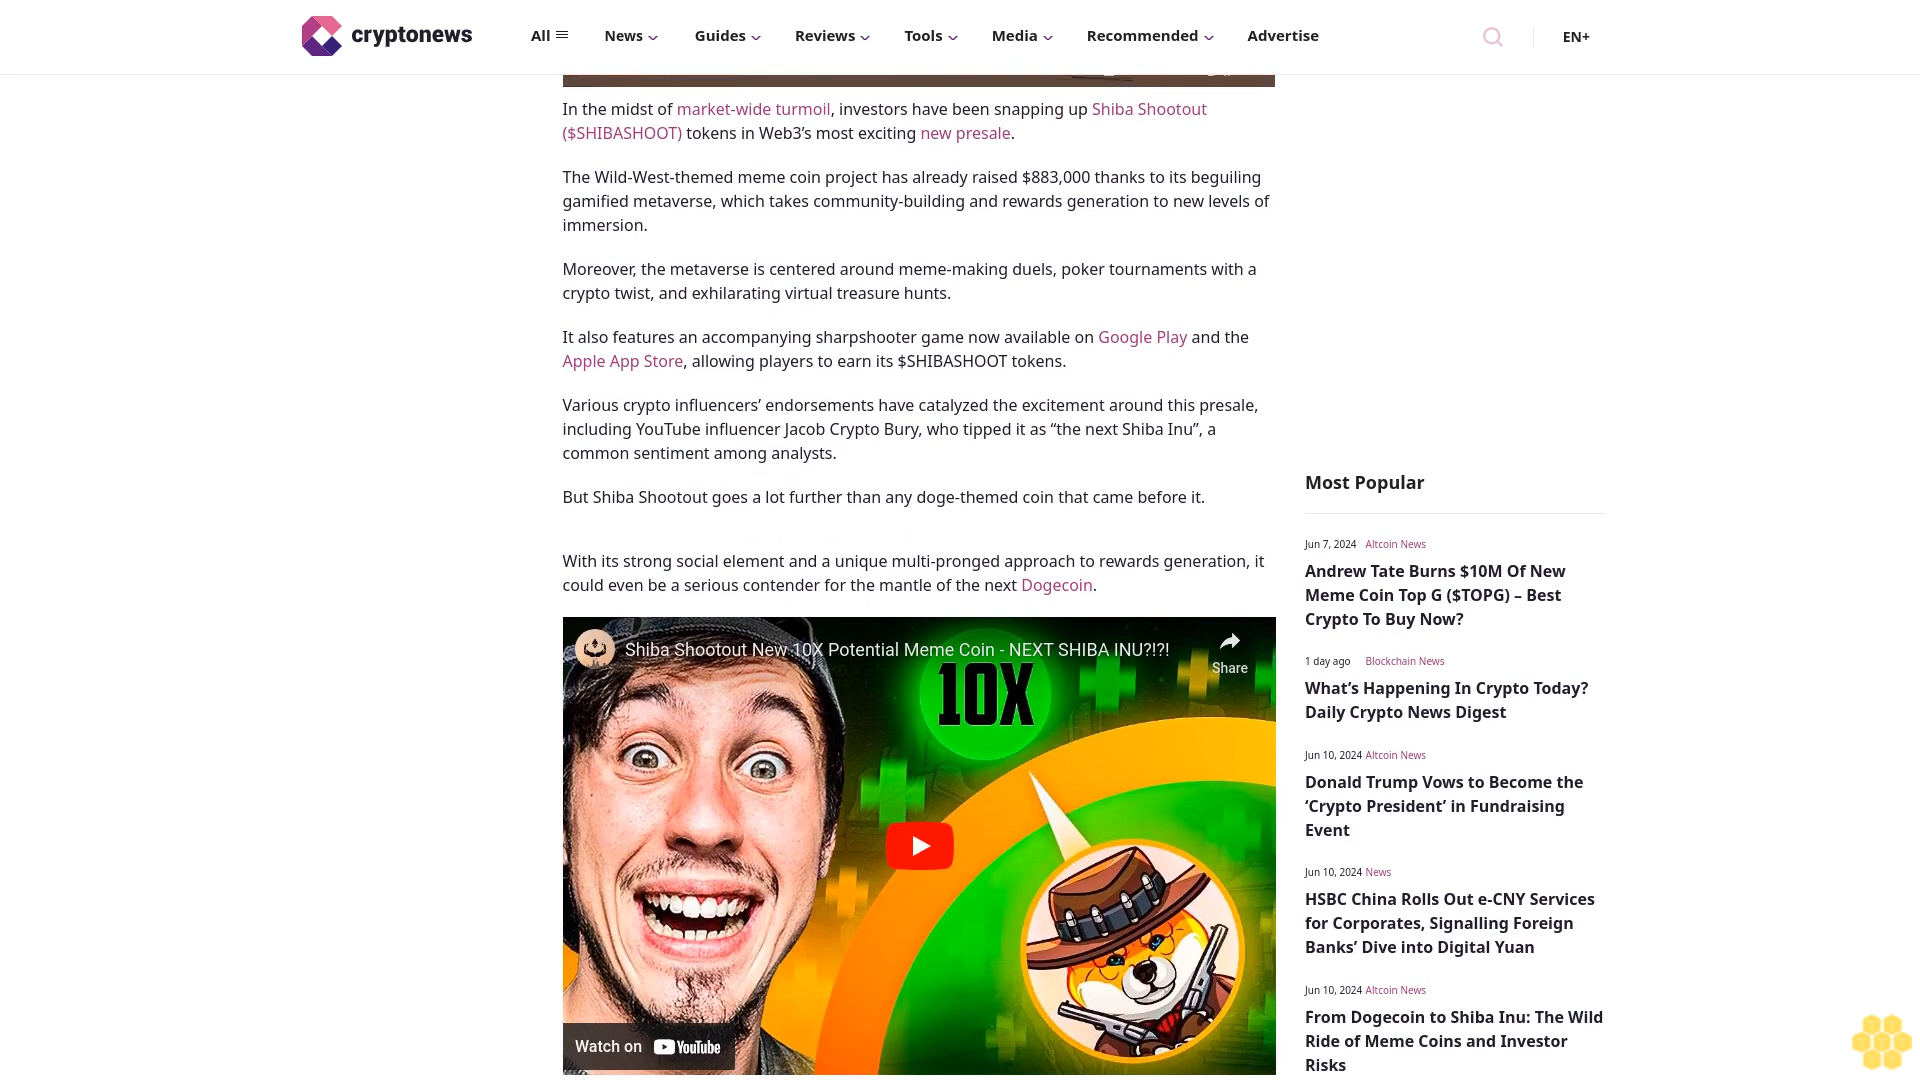 cryptonews
All
News
Guides
Reviews
Tools
Media
Recommended
Advertise
EN+
In the midst of market-wide turmoil, investors have been snapping up Shiba Shootout
($SHIBASHOOT) tokens in Web3’s most exciting new presale.
The Wild-West-themed meme coin project has already raised $883,000 thanks to its beguiling
gamified metaverse, which takes community-building and rewards generation to new levels of
immersion.
Moreover, the metaverse is centered around meme-making duels, poker tournaments with a
crypto twist, and exhilarating virtual treasure hunts.
It also features an accompanying sharpshooter game now available on Google Play and the
Apple App Store, allowing players to earn its $SHIBASHOOT tokens.
Various crypto influencers’ endorsements have catalyzed the excitement around this presale,
including YouTube influencer Jacob Crypto Bury, who tipped it as “the next Shiba Inu”, a
common sentiment among analysts.
But Shiba Shootout goes a lot further than any doge-themed coin that came before it.
With its strong social element and a unique multi-pronged approach to rewards generation, it
could even be a serious contender for the mantle of the next Dogecoin.
Shiba Shootout New 10X Potential Meme Coin - NEXT SHIBA INU?!?!
Share
10X
Watch on YouTube
Most Popular
Jun 7, 2024 Altcoin News
Andrew Tate Burns $10M Of New
Meme Coin Top G ($TOPG) – Best
Crypto To Buy Now?
1 day ago Blockchain News
What’s Happening In Crypto Today?
Daily Crypto News Digest
Jun 10, 2024 Altcoin News
Donald Trump Vows to Become the
‘Crypto President’ in Fundraising
Event
Jun 10, 2024 News
HSBC China Rolls Out e-CNY Services
for Corporates, Signalling Foreign
Banks’ Dive into Digital Yuan
Jun 10, 2024 Altcoin News
From Dogecoin to Shiba Inu: The Wild
Ride of Meme Coins and Investor
Risks